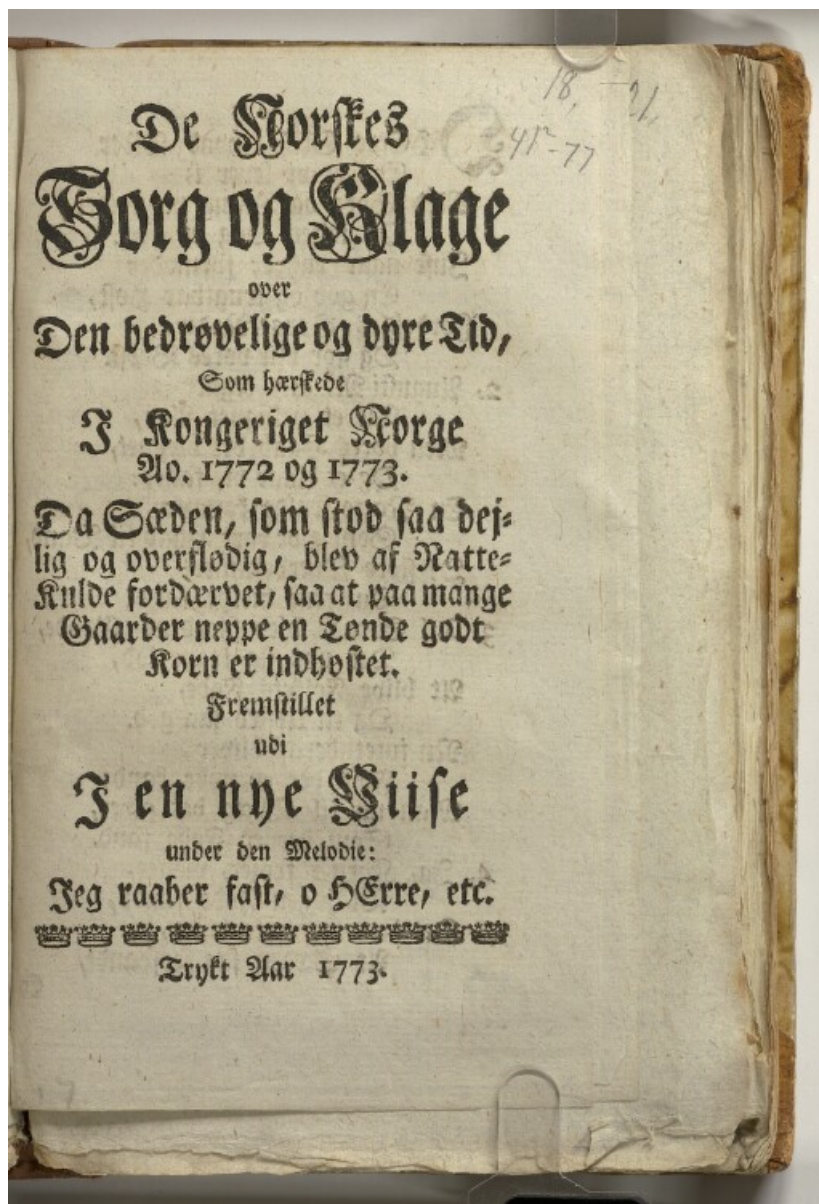 18, - 21,
De Norskes
Sorg og Klage
over
Den bedrøvelige og dyre Tid,
Som hærskede
I Kongeriget Norge
Ao. 1772 og 1773.
Da Sæden, som stod saa dej-
lig og overflødig, blev af Natte-
Kulde fordærvet, saa at paa mange
Gaarder neppe en Tønde godt
Korn er indhøstet.
Fremstillet
udi
I en nye Viise
under den Melodie:
Jeg raaber fast, o HErre, etc.
Trykt Aar 1773.